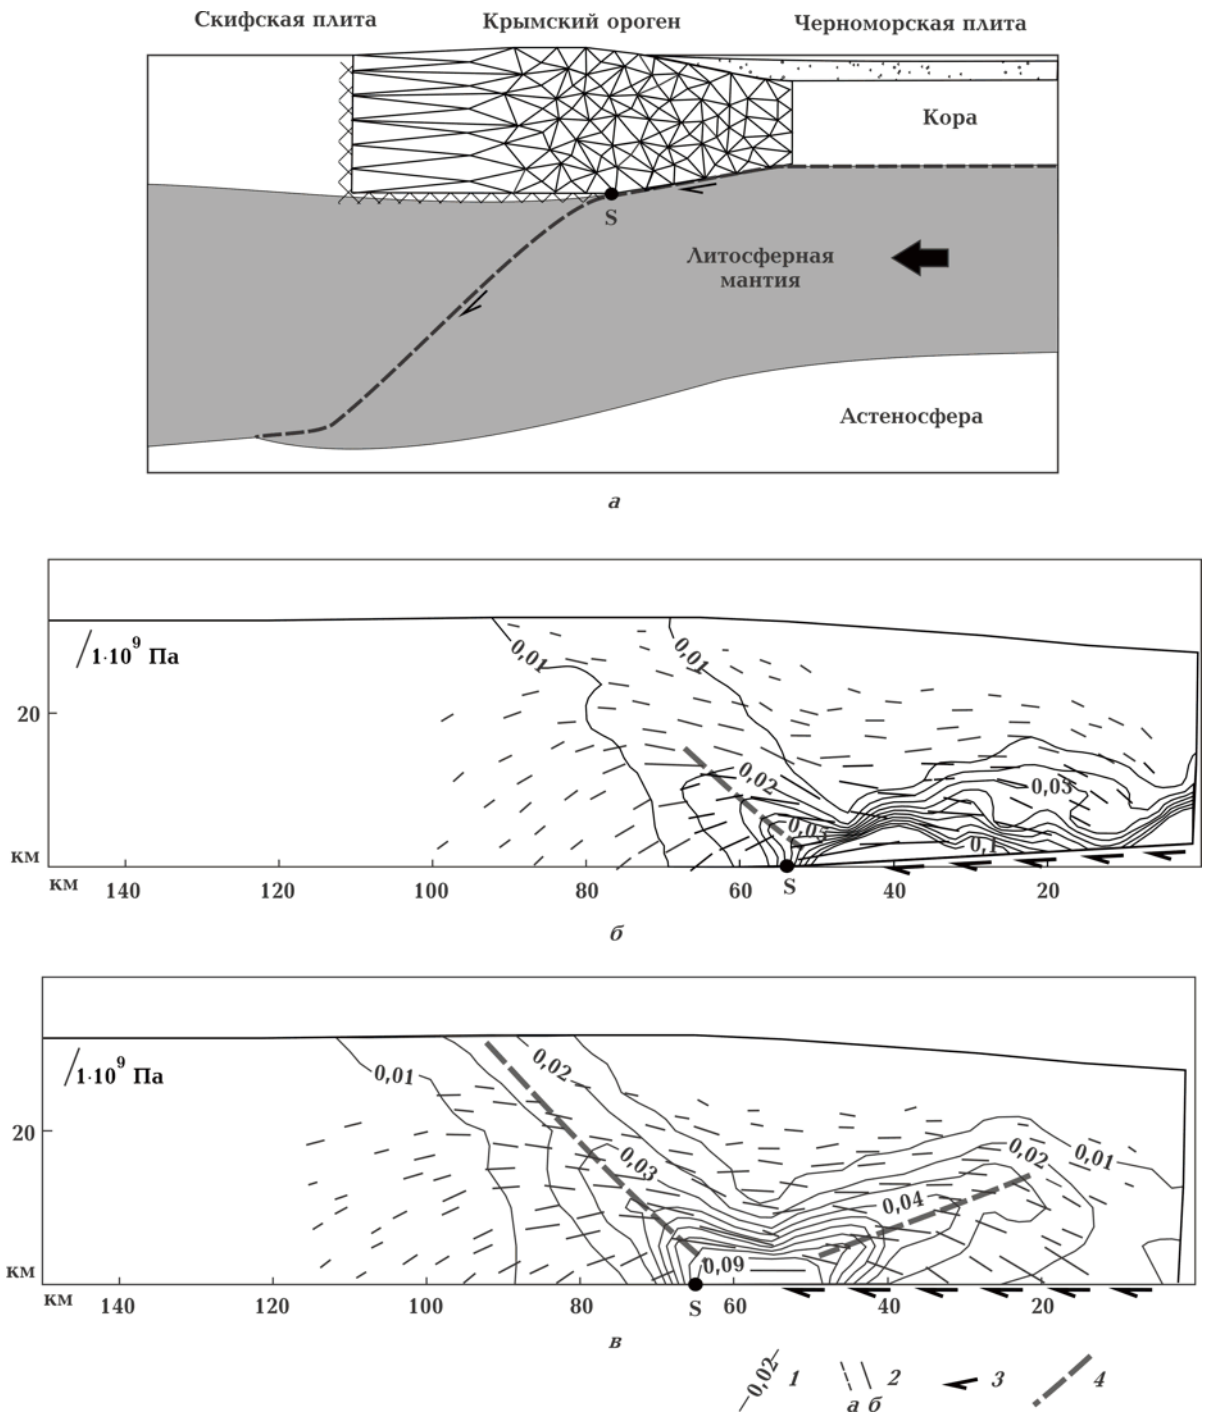 Скифская плита Крымский ороген Черноморская плита
Кора
S
Литосферная
мантия
Астеносфера
а
1·10⁹ Па
0,01 0,01
20
0,02
0,05
0,05
0,1
км
км 140 120 100 80 60 S 40 20
б
1·10⁹ Па
0,01 0,02
20
0,03 0,02 0,01
0,04
0,09
км
км 140 120 100 80 S 60 40 20
в
0,02 1 2 3 4
а б